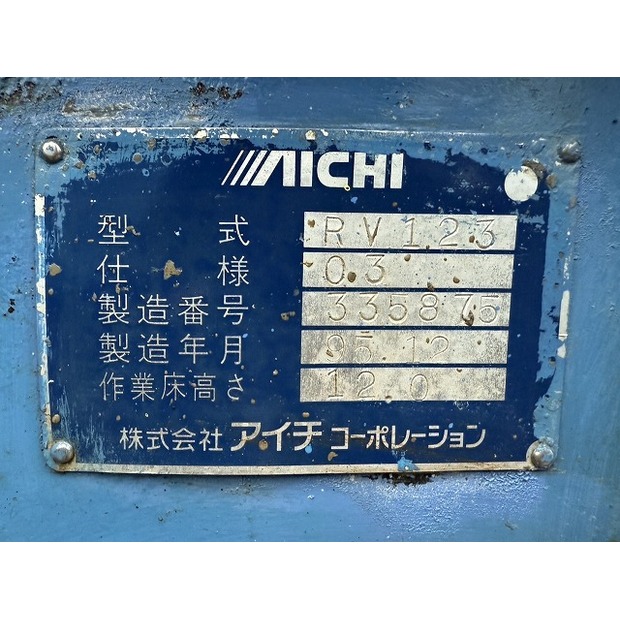 AICHI
型式 RV123
仕様 03
製造番号 335875
製造年月 95 12
作業床高さ 12.0
株式会社 アイチ コーポレーション